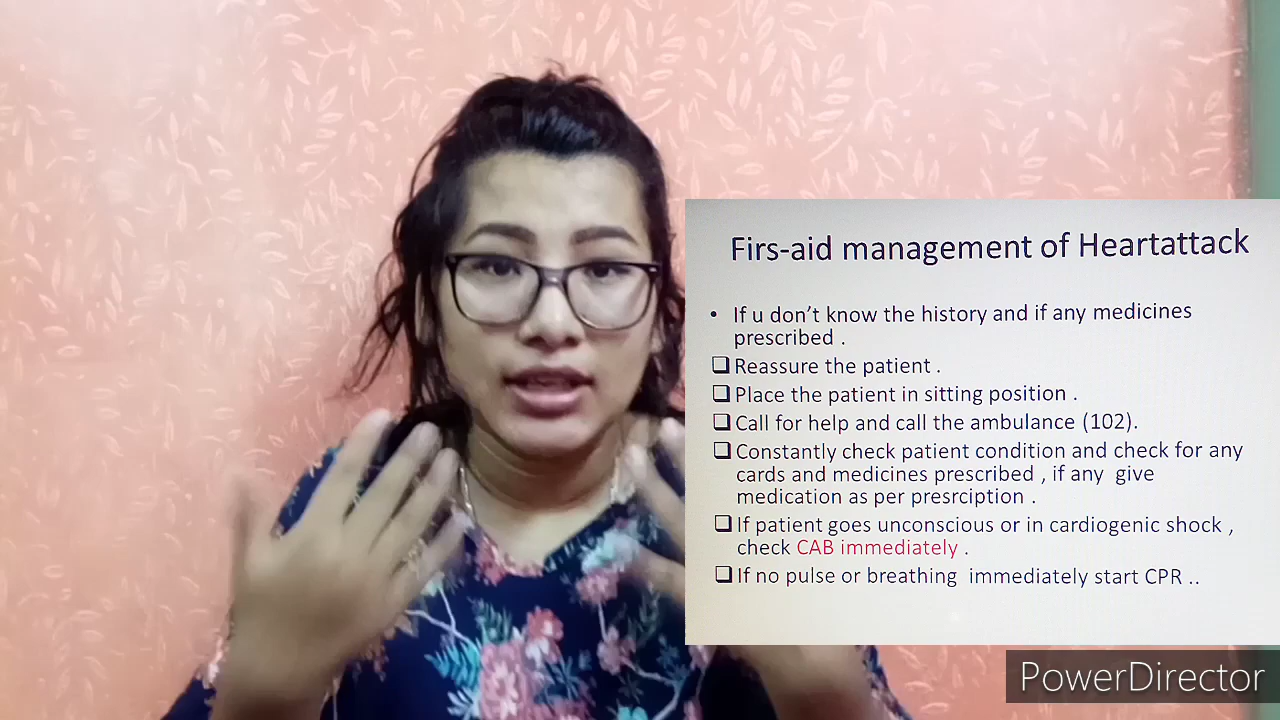 Firs-aid management of Heartattack
• If u don't know the history and if any medicines
prescribed .
❑ Reassure the patient .
❑ Place the patient in sitting position .
❑ Call for help and call the ambulance (102).
❑ Constantly check patient condition and check for any
cards and medicines prescribed , if any give
medication as per presrciption .
❑ If patient goes unconscious or in cardiogenic shock ,
check CAB immediately .
❑ If no pulse or breathing immediately start CPR ..
PowerDirector